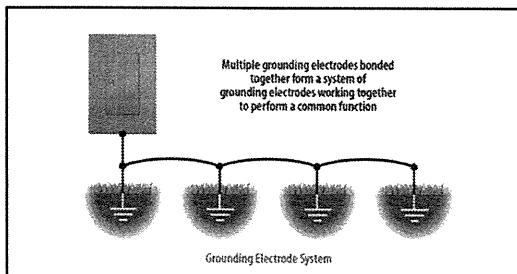 Multiple grounding electrodes bonded
together form a system of
grounding electrodes working together
to perform a common function
Grounding Electrode System